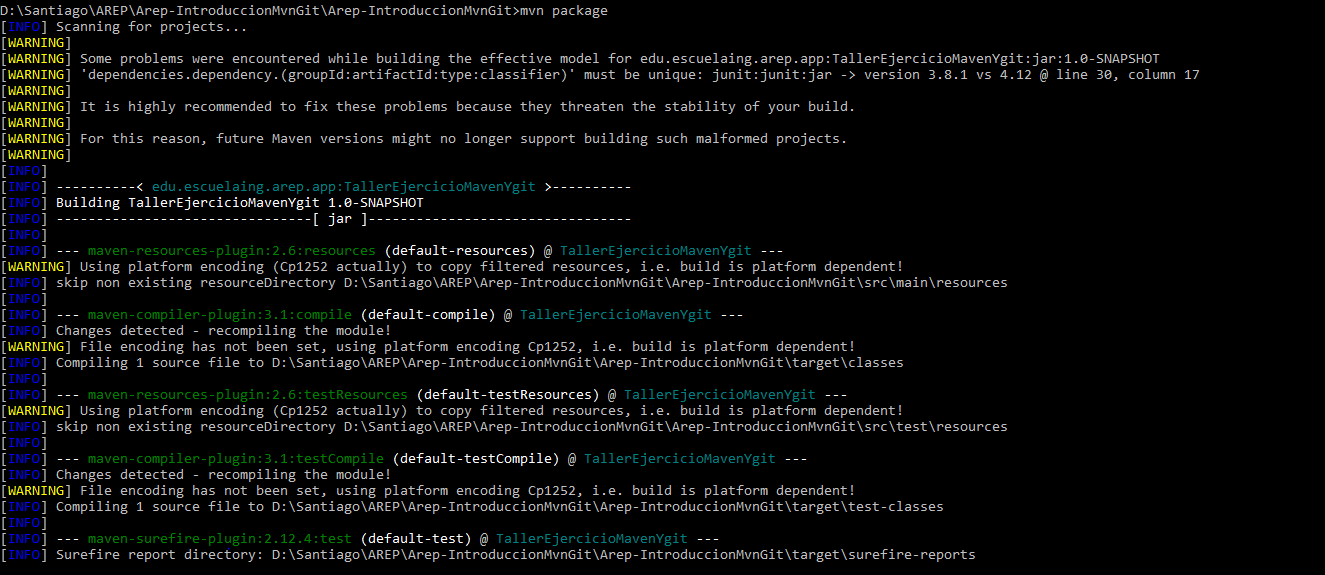 D:\Santiago\AREP\Arep-IntroduccionMvnGit\Arep-IntroduccionMvnGit>mvn package
[INFO] Scanning for projects...
[WARNING]
[WARNING] Some problems were encountered while building the effective model for edu.escuelaing.arep.app:TallerEjercicioMavenYgit:jar:1.0-SNAPSHOT
[WARNING] 'dependencies.dependency.(groupId:artifactId:type:classifier)' must be unique: junit:junit:jar -> version 3.8.1 vs 4.12 @ line 30, column 17
[WARNING]
[WARNING] It is highly recommended to fix these problems because they threaten the stability of your build.
[WARNING]
[WARNING] For this reason, future Maven versions might no longer support building such malformed projects.
[WARNING]
[INFO]
[INFO] ----------< edu.escuelaing.arep.app:TallerEjercicioMavenYgit >----------
[INFO] Building TallerEjercicioMavenYgit 1.0-SNAPSHOT
[INFO] --------------------------------[ jar ]---------------------------------
[INFO]
[INFO] --- maven-resources-plugin:2.6:resources (default-resources) @ TallerEjercicioMavenYgit ---
[WARNING] Using platform encoding (Cp1252 actually) to copy filtered resources, i.e. build is platform dependent!
[INFO] skip non existing resourceDirectory D:\Santiago\AREP\Arep-IntroduccionMvnGit\Arep-IntroduccionMvnGit\src\main\resources
[INFO]
[INFO] --- maven-compiler-plugin:3.1:compile (default-compile) @ TallerEjercicioMavenYgit ---
[INFO] Changes detected - recompiling the module!
[WARNING] File encoding has not been set, using platform encoding Cp1252, i.e. build is platform dependent!
[INFO] Compiling 1 source file to D:\Santiago\AREP\Arep-IntroduccionMvnGit\Arep-IntroduccionMvnGit\target\classes
[INFO]
[INFO] --- maven-resources-plugin:2.6:testResources (default-testResources) @ TallerEjercicioMavenYgit ---
[WARNING] Using platform encoding (Cp1252 actually) to copy filtered resources, i.e. build is platform dependent!
[INFO] skip non existing resourceDirectory D:\Santiago\AREP\Arep-IntroduccionMvnGit\Arep-IntroduccionMvnGit\src\test\resources
[INFO]
[INFO] --- maven-compiler-plugin:3.1:testCompile (default-testCompile) @ TallerEjercicioMavenYgit ---
[INFO] Changes detected - recompiling the module!
[WARNING] File encoding has not been set, using platform encoding Cp1252, i.e. build is platform dependent!
[INFO] Compiling 1 source file to D:\Santiago\AREP\Arep-IntroduccionMvnGit\Arep-IntroduccionMvnGit\target\test-classes
[INFO]
[INFO] --- maven-surefire-plugin:2.12.4:test (default-test) @ TallerEjercicioMavenYgit ---
[INFO] Surefire report directory: D:\Santiago\AREP\Arep-IntroduccionMvnGit\Arep-IntroduccionMvnGit\target\surefire-reports